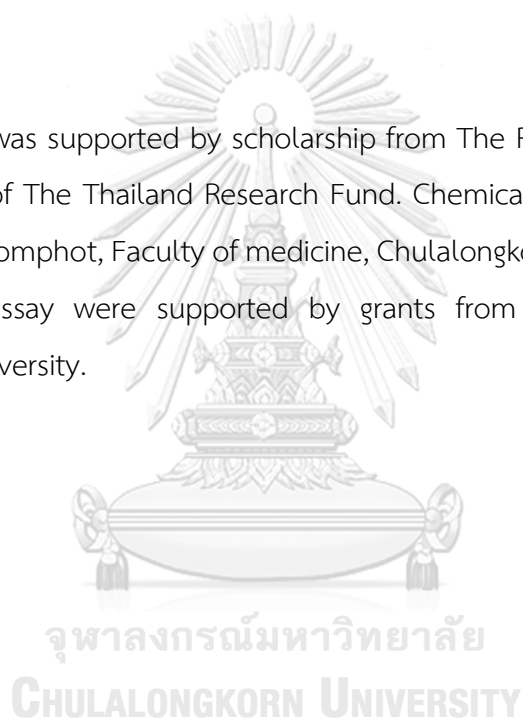 was supported by scholarship from The
of The Thailand Research Fund.
omphot, Faculty of medicine,
ssay were supported by grants from
versity.
จุฬาลงกรณ์มหาวิทยาลัย
CHULALONGKORN UNIVERSITY